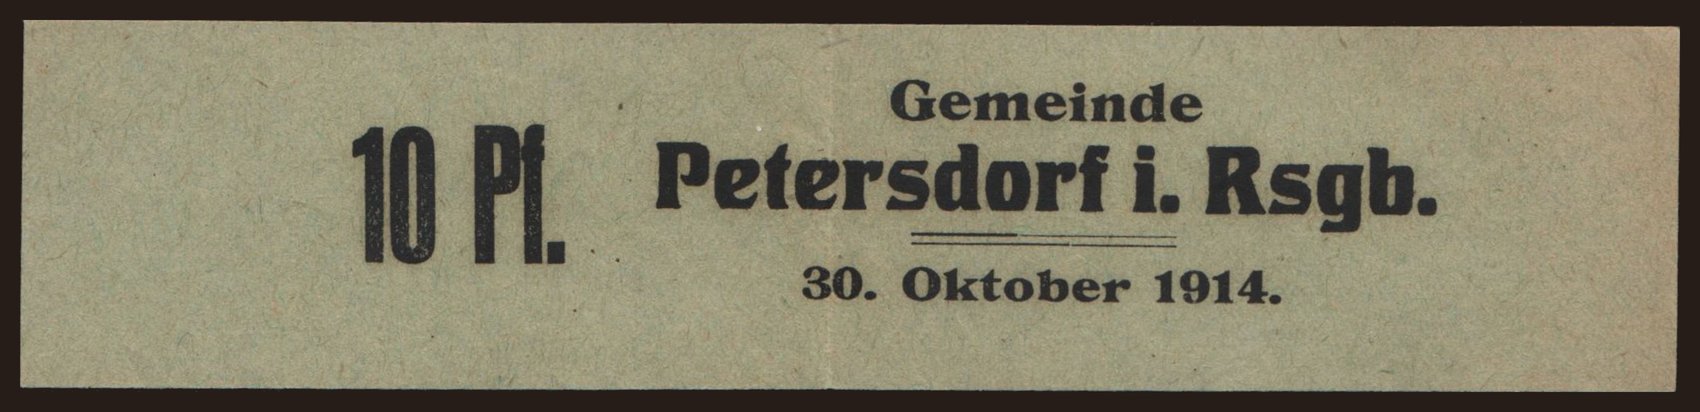 10 Pf.
Gemeinde
Petersdorf i. Rsgb.
30. Oktober 1914.